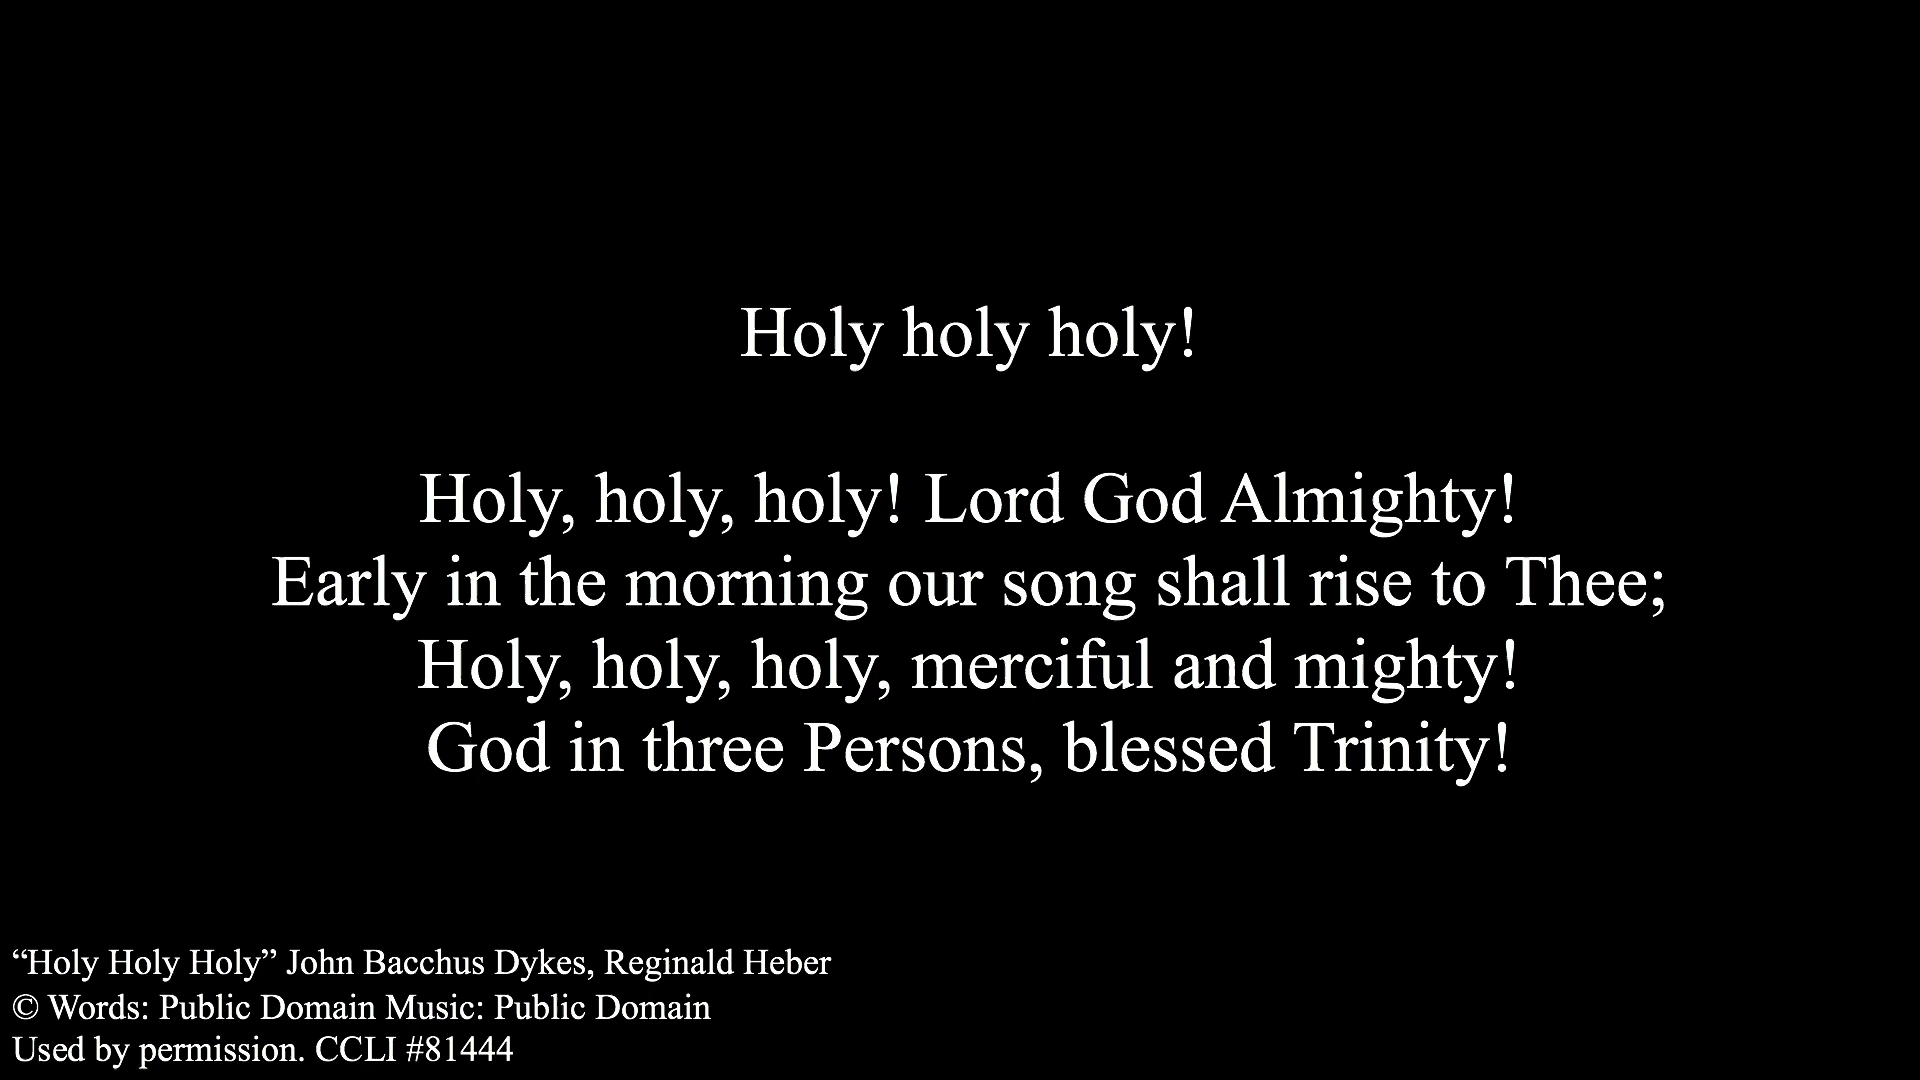 Holy holy holy!
Holy, holy, holy! Lord God Almighty!
Early in the morning our song shall rise to Thee;
Holy, holy, holy, merciful and mighty!
God in three Persons, blessed Trinity!
“Holy Holy Holy” John Bacchus Dykes, Reginald Heber
© Words: Public Domain Music: Public Domain
Used by permission. CCLI #81444